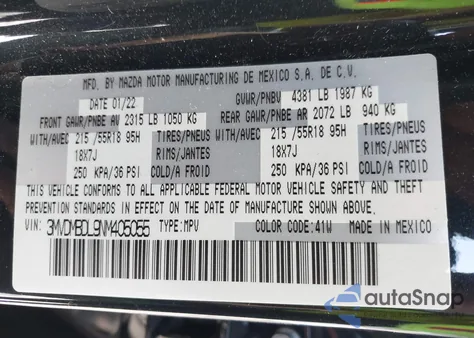 MFD. BY MAZDA MOTOR MANUFACTURING DE MEXICO S.A. DE C.V.
DATE 01/22 GVWR/PNBV 4381 LB 1987 KG
FRONT GAWR/PNBE AV 2315 LB 1050 KG REAR GAWR/PNBE AR 2072 LB 940 KG
WITH/AVEC 215 /55R18 95H TIRES/PNEUS WITH/AVEC 215 /55R18 95H TIRES/PNEUS
18X7J RIMS/JANTES 18X7J RIMS/JANTES
250 KPA/36 PSI COLD/A FROID 250 KPA/36 PSI COLD/A FROID
THIS VEHICLE CONFORMS TO ALL APPLICABLE FEDERAL MOTOR VEHICLE SAFETY AND THEFT
PREVENTION STANDARDS IN EFFECT ON THE DATE OF MANUFACTURE SHOWN ABOVE.
VIN: 3MVDMBDL9NM405055 TYPE:MPV COLOR CODE:41W MADE IN MEXICO
autoSnap